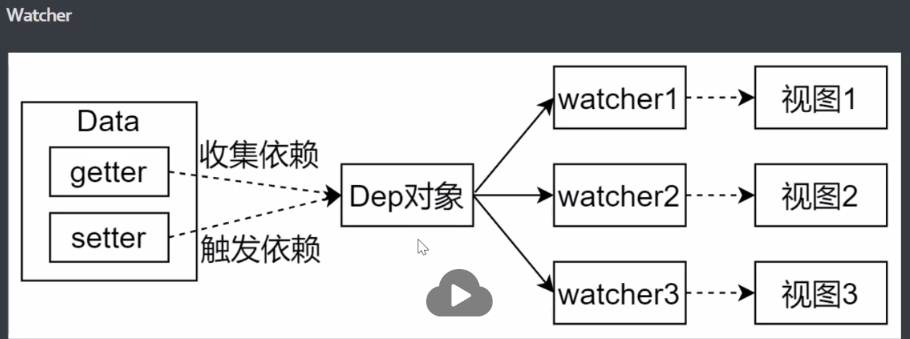 Watcher
Data
getter
setter
收集依赖
触发依赖
Dep对象
watcher1
watcher2
watcher3
视图1
视图2
视图3